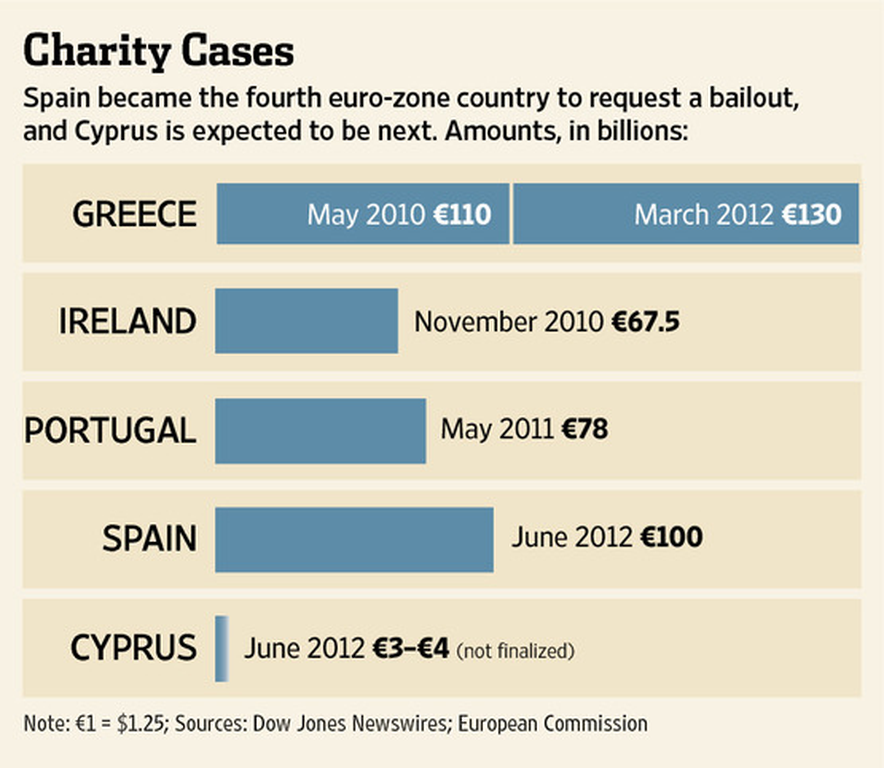 Charity Cases
Spain became the fourth euro-zone country to request a bailout,
and Cyprus is expected to be next. Amounts, in billions:
GREECE May 2010 €110 March 2012 €130
IRELAND November 2010 €67.5
PORTUGAL May 2011 €78
SPAIN June 2012 €100
CYPRUS June 2012 €3–€4 (not finalized)
Note: €1 = $1.25; Sources: Dow Jones Newswires; European Commission